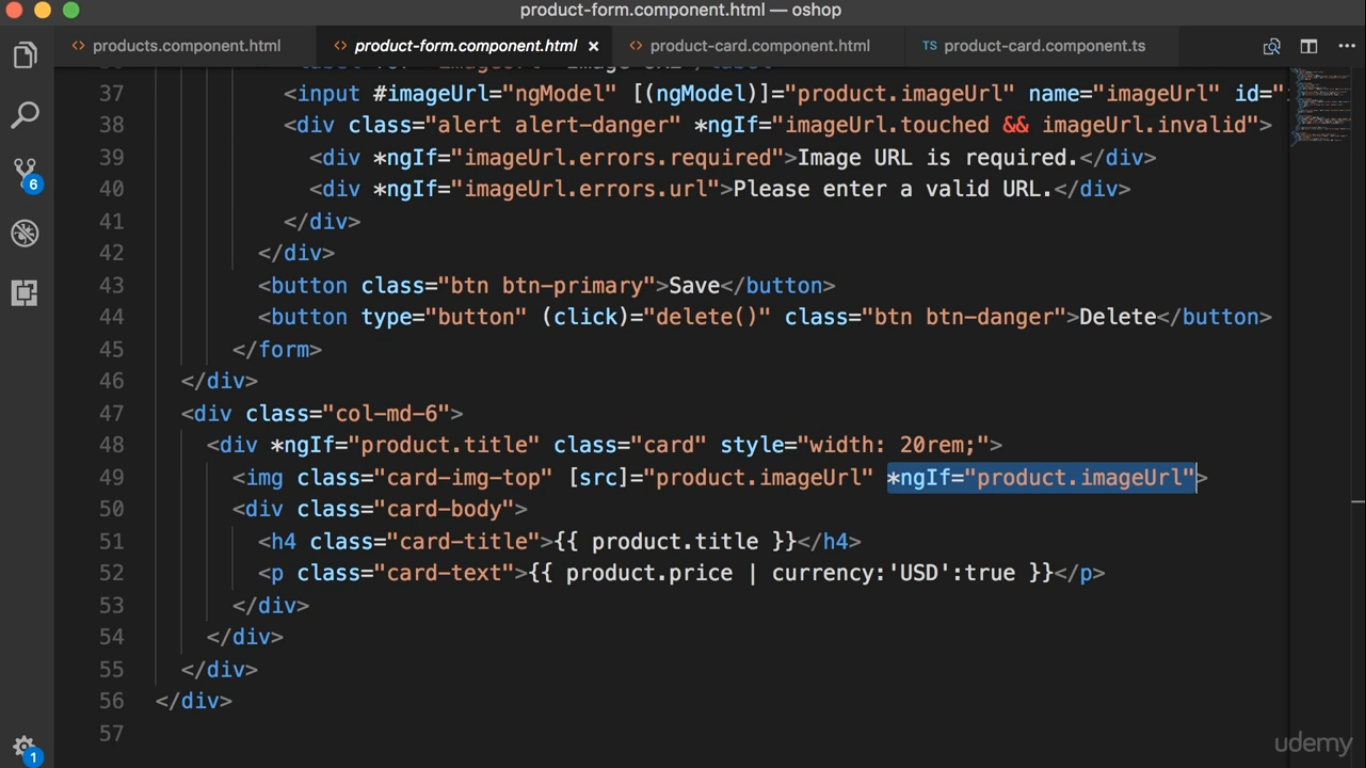 product-form.component.html — oshop
<> products.component.html
<> product-form.component.html ×
<> product-card.component.html
TS product-card.component.ts
37 <input #imageUrl="ngModel" [(ngModel)]="product.imageUrl" name="imageUrl" id="
38 <div class="alert alert-danger" *ngIf="imageUrl.touched && imageUrl.invalid">
39 <div *ngIf="imageUrl.errors.required">Image URL is required.</div>
40 <div *ngIf="imageUrl.errors.url">Please enter a valid URL.</div>
41 </div>
42 </div>
43 <button class="btn btn-primary">Save</button>
44 <button type="button" (click)="delete()" class="btn btn-danger">Delete</button>
45 </form>
46 </div>
47 <div class="col-md-6">
48 <div *ngIf="product.title" class="card" style="width: 20rem;">
49 <img class="card-img-top" [src]="product.imageUrl" *ngIf="product.imageUrl">
50 <div class="card-body">
51 <h4 class="card-title">{{ product.title }}</h4>
52 <p class="card-text">{{ product.price | currency:'USD':true }}</p>
53 </div>
54 </div>
55 </div>
56 </div>
57
6
1
udemy